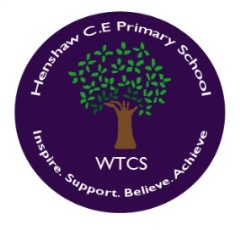 Henshaw C.E Primary School
WTCS
Inspire. Support. Believe. Achieve